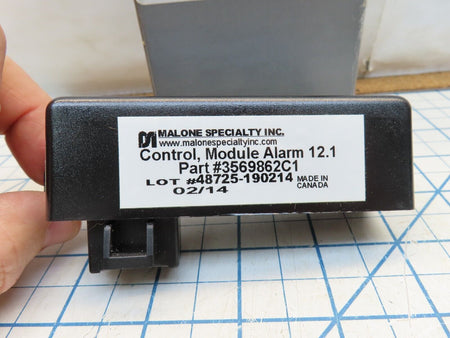 MALONE SPECIALTY INC.
www.malonespecialtyinc.com
Control, Module Alarm 12.1
Part #3569862C1
LOT #48725-190214 MADE IN CANADA
02/14